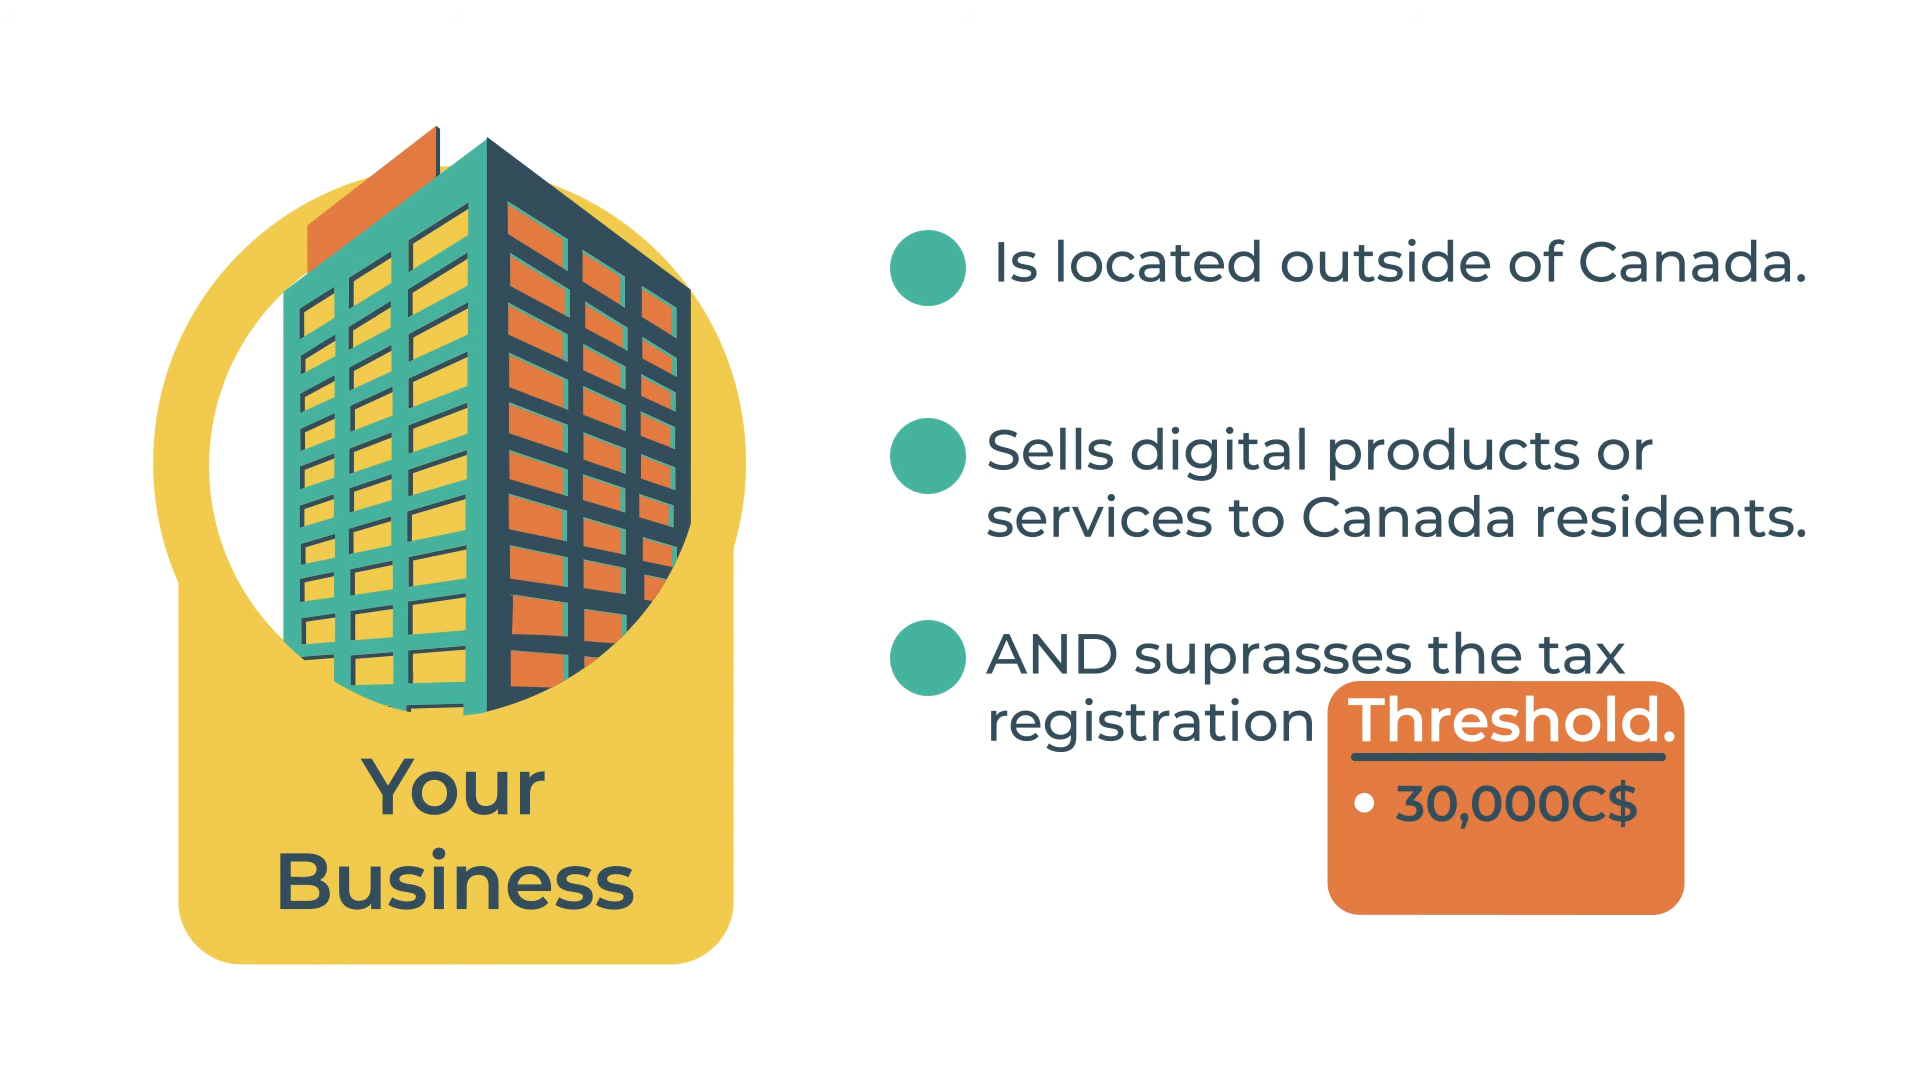 Your
Business
Is located outside of Canada.
Sells digital products or
services to Canada residents.
AND suprasses the tax
registration Threshold.
• 30,000C$